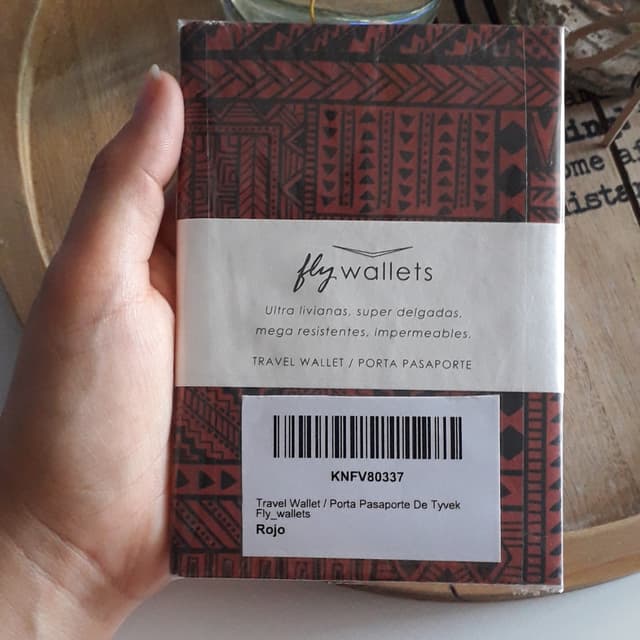 fly wallets
Ultra livianas, super delgadas,
mega resistentes, impermeables.
TRAVEL WALLET / PORTA PASAPORTE
KNFV80337
Travel Wallet / Porta Pasaporte De Tyvek
Fly_wallets
Rojo